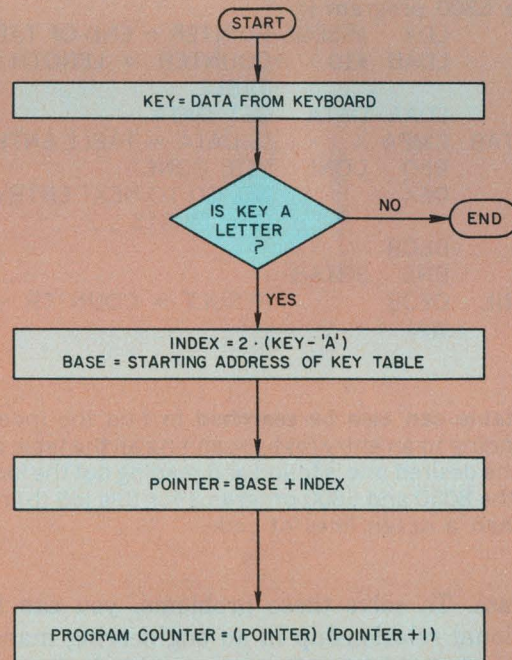 START
KEY = DATA FROM KEYBOARD
IS KEY A
LETTER
?
NO
END
YES
INDEX = 2 · (KEY - 'A')
BASE = STARTING ADDRESS OF KEY TABLE
POINTER = BASE + INDEX
PROGRAM COUNTER = (POINTER) (POINTER + 1)